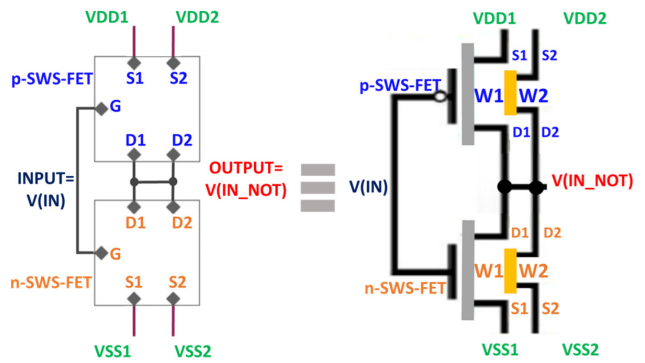 VDD1 VDD2
p-SWS-FET
S1 S2
G
D1 D2
INPUT=
V(IN)
OUTPUT=
V(IN_NOT)
D1 D2
G
n-SWS-FET
S1 S2
VSS1 VSS2
VDD1 VDD2
S1 S2
p-SWS-FET
W1 W2
D1 D2
V(IN)
V(IN_NOT)
D1 D2
W1 W2
n-SWS-FET
S1 S2
VSS1 VSS2